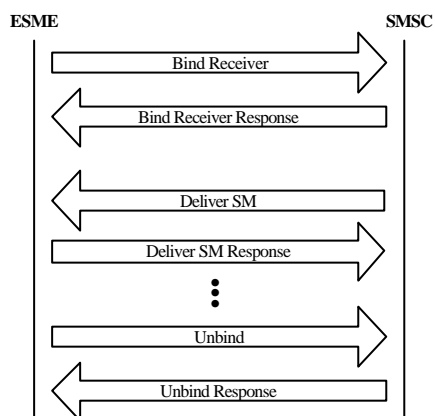 ESME SMSC
Bind Receiver
Bind Receiver Response
Deliver SM
Deliver SM Response
Unbind
Unbind Response